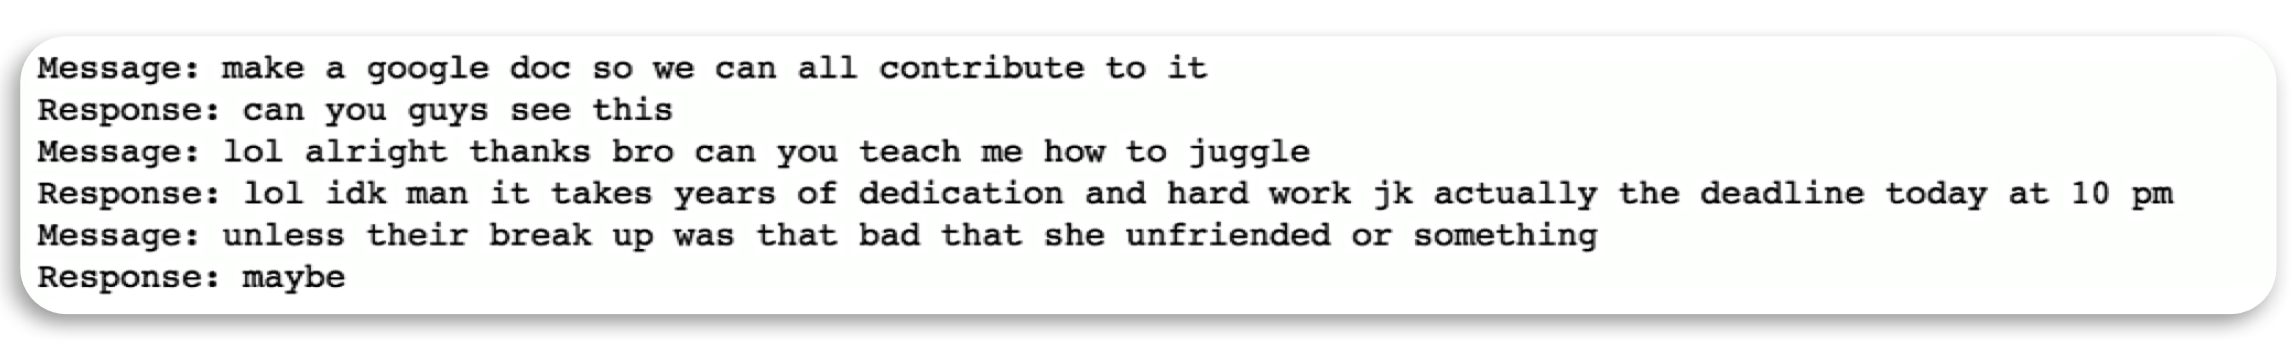 Message: make a google doc so we can all contribute to it
Response: can you guys see this
Message: lol alright thanks bro can you teach me how to juggle
Response: lol idk man it takes years of dedication and hard work jk actually the deadline today at 10 pm
Message: unless their break up was that bad that she unfriended or something
Response: maybe